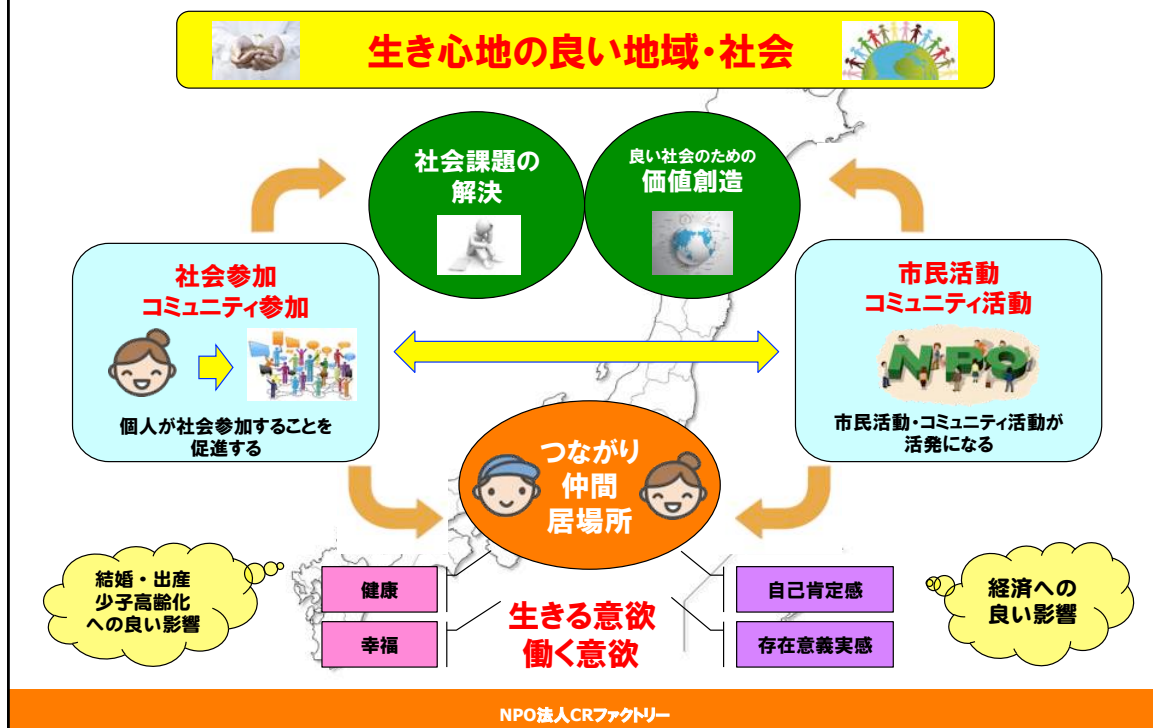 生き心地の良い地域・社会
社会課題の
解決
良い社会のための
価値創造
社会参加
コミュニティ参加
個人が社会参加することを
促進する
市民活動
コミュニティ活動
NPO
市民活動・コミュニティ活動が
活発になる
つながり
仲間
居場所
結婚・出産
少子高齢化
への良い影響
健康
幸福
生きる意欲
働く意欲
自己肯定感
存在意義実感
経済への
良い影響
NPO法人CRファクトリー